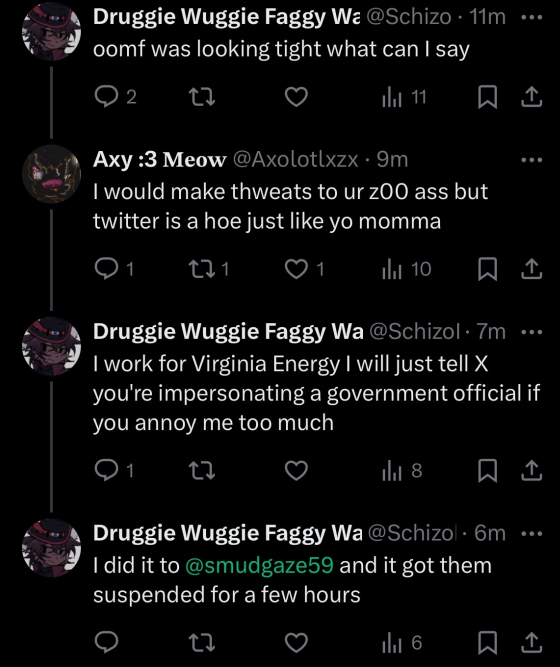 Druggie Wuggie Faggy Wa @Schizo · 11m
oomf was looking tight what can I say
2 11
Axy :3 Meow @Axolotlxzx · 9m
I would make thweats to ur z00 ass but
twitter is a hoe just like yo momma
1 1 1 10
Druggie Wuggie Faggy Wa @Schizol · 7m
I work for Virginia Energy I will just tell X
you're impersonating a government official if
you annoy me too much
1 8
Druggie Wuggie Faggy Wa @Schizo · 6m
I did it to @smudgaze59 and it got them
suspended for a few hours
6